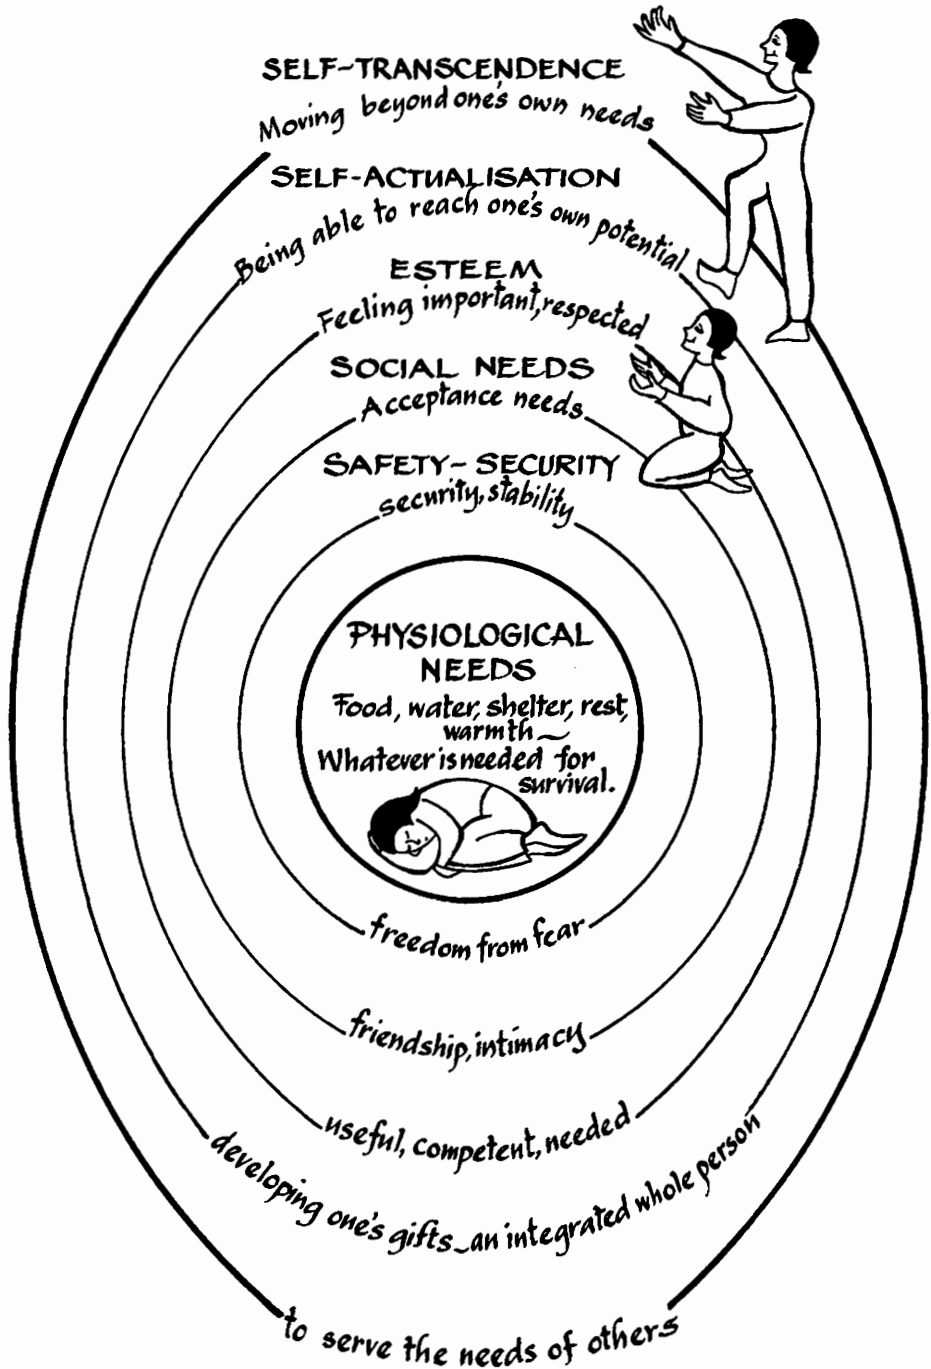 SELF-TRANSCENDENCE
Moving beyond one's own needs
SELF-ACTUALISATION
Being able to reach one's own potential
ESTEEM
Feeling important, respected
SOCIAL NEEDS
Acceptance needs
SAFETY-SECURITY
security, stability
PHYSIOLOGICAL
NEEDS
Food, water, shelter, rest,
warmth ~
Whatever is needed for
survival.
freedom from fear
friendship, intimacy
useful, competent, needed
developing one's gifts - an integrated whole person
to serve the needs of others